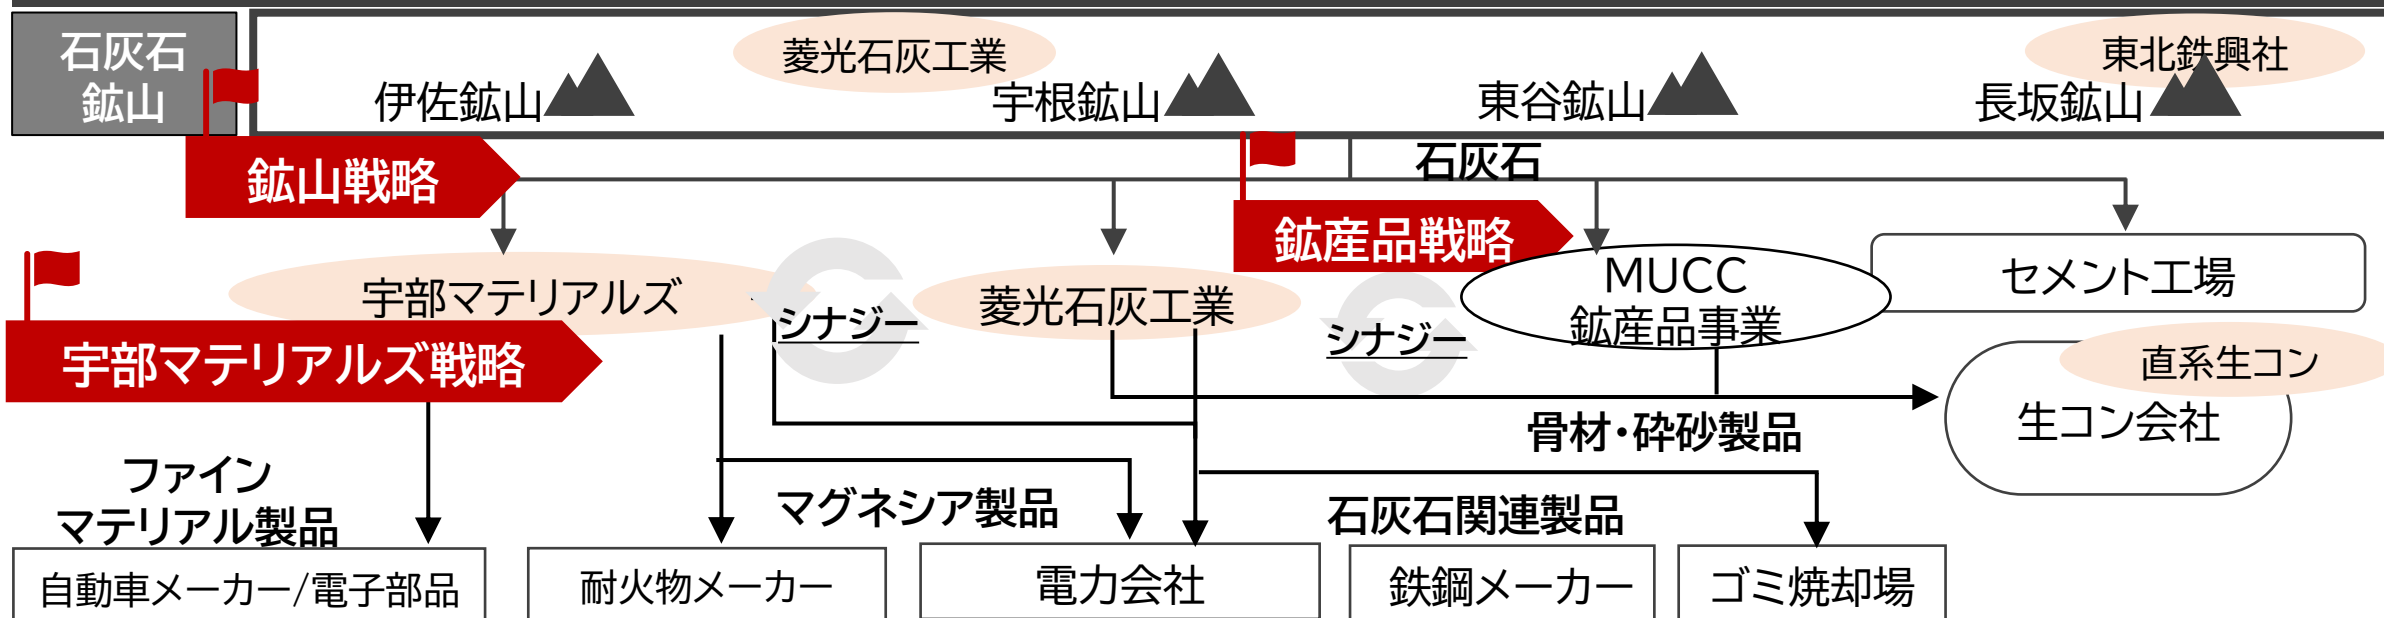 石灰石
鉱山
菱光石灰工業
東北鉄興社
伊佐鉱山
宇根鉱山
東谷鉱山
長坂鉱山
鉱山戦略
石灰石
鉱産品戦略
宇部マテリアルズ
シナジー
菱光石灰工業
シナジー
MUCC
鉱産品事業
セメント工場
宇部マテリアルズ戦略
直系生コン
生コン会社
骨材・砕砂製品
ファイン
マテリアル製品
マグネシア製品
石灰石関連製品
自動車メーカー/電子部品
耐火物メーカー
電力会社
鉄鋼メーカー
ゴミ焼却場